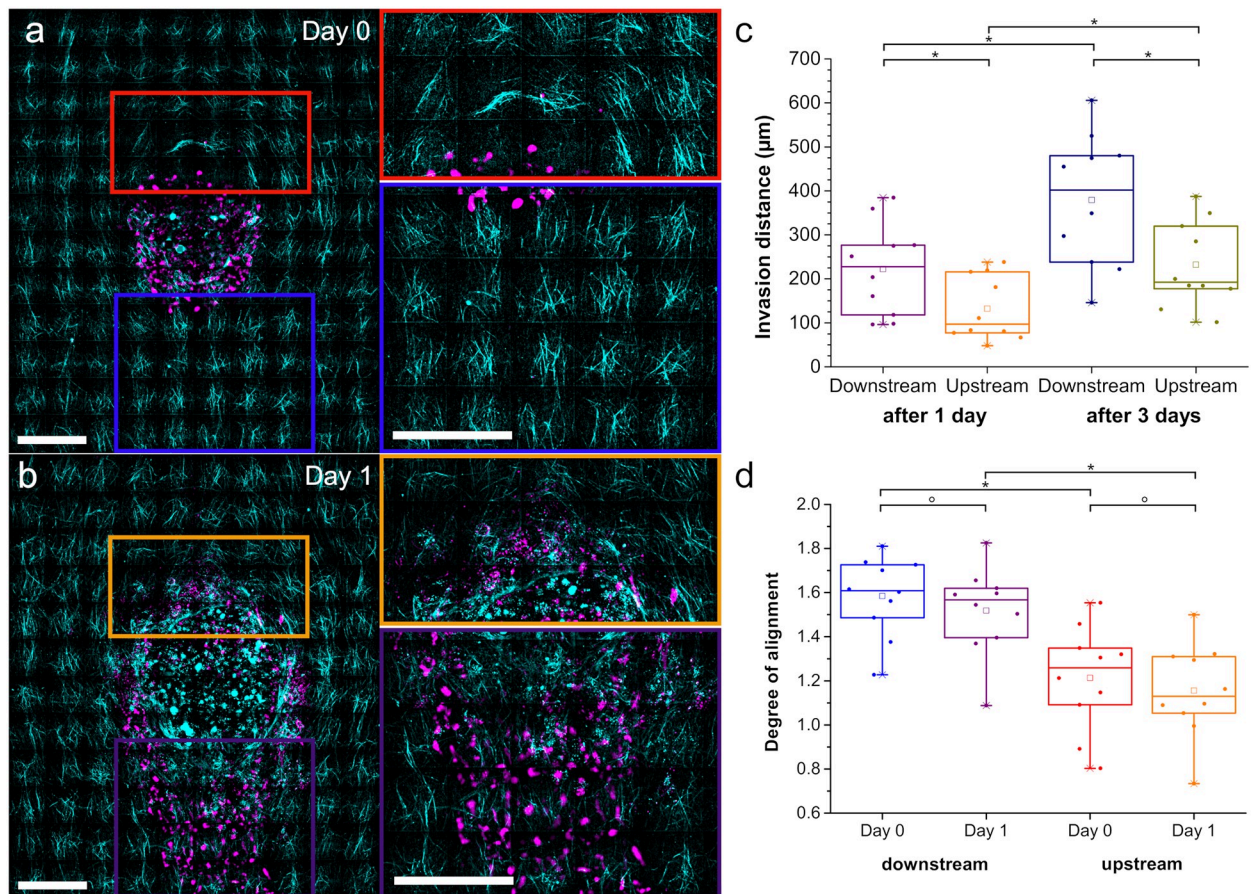 a
Day 0
b
Day 1
c
*
*
*
*
Invasion distance (µm)
700
600
500
400
300
200
100
0
Downstream Upstream Downstream Upstream
after 1 day after 3 days
d
*
*
Degree of alignment
2.0
1.8
1.6
1.4
1.2
1.0
0.8
0.6
Day 0 Day 1 Day 0 Day 1
downstream upstream